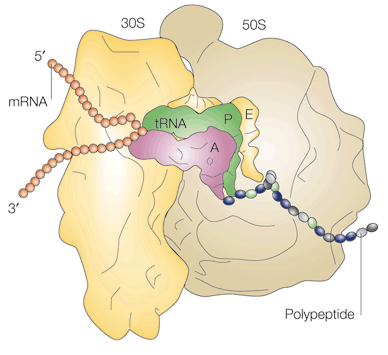 30S
50S
5′
mRNA
tRNA
P
E
A
3′
Polypeptide